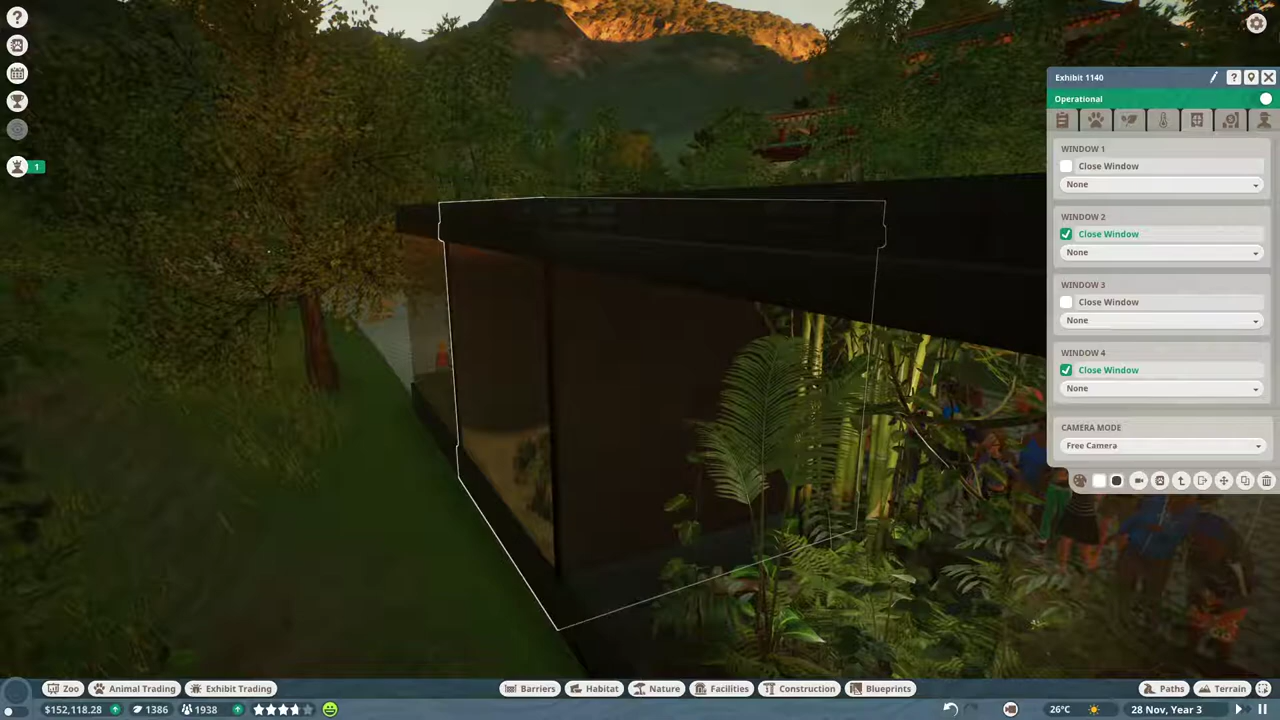 ?
1
Exhibit 1140
?
Operational
WINDOW 1
Close Window
None
WINDOW 2
Close Window
None
WINDOW 3
Close Window
None
WINDOW 4
Close Window
None
CAMERA MODE
Free Camera
Zoo
Animal Trading
Exhibit Trading
Barriers
Habitat
Nature
Facilities
Construction
Blueprints
Paths
Terrain
$152,118.28
1386
1938
26°C
28 Nov, Year 3